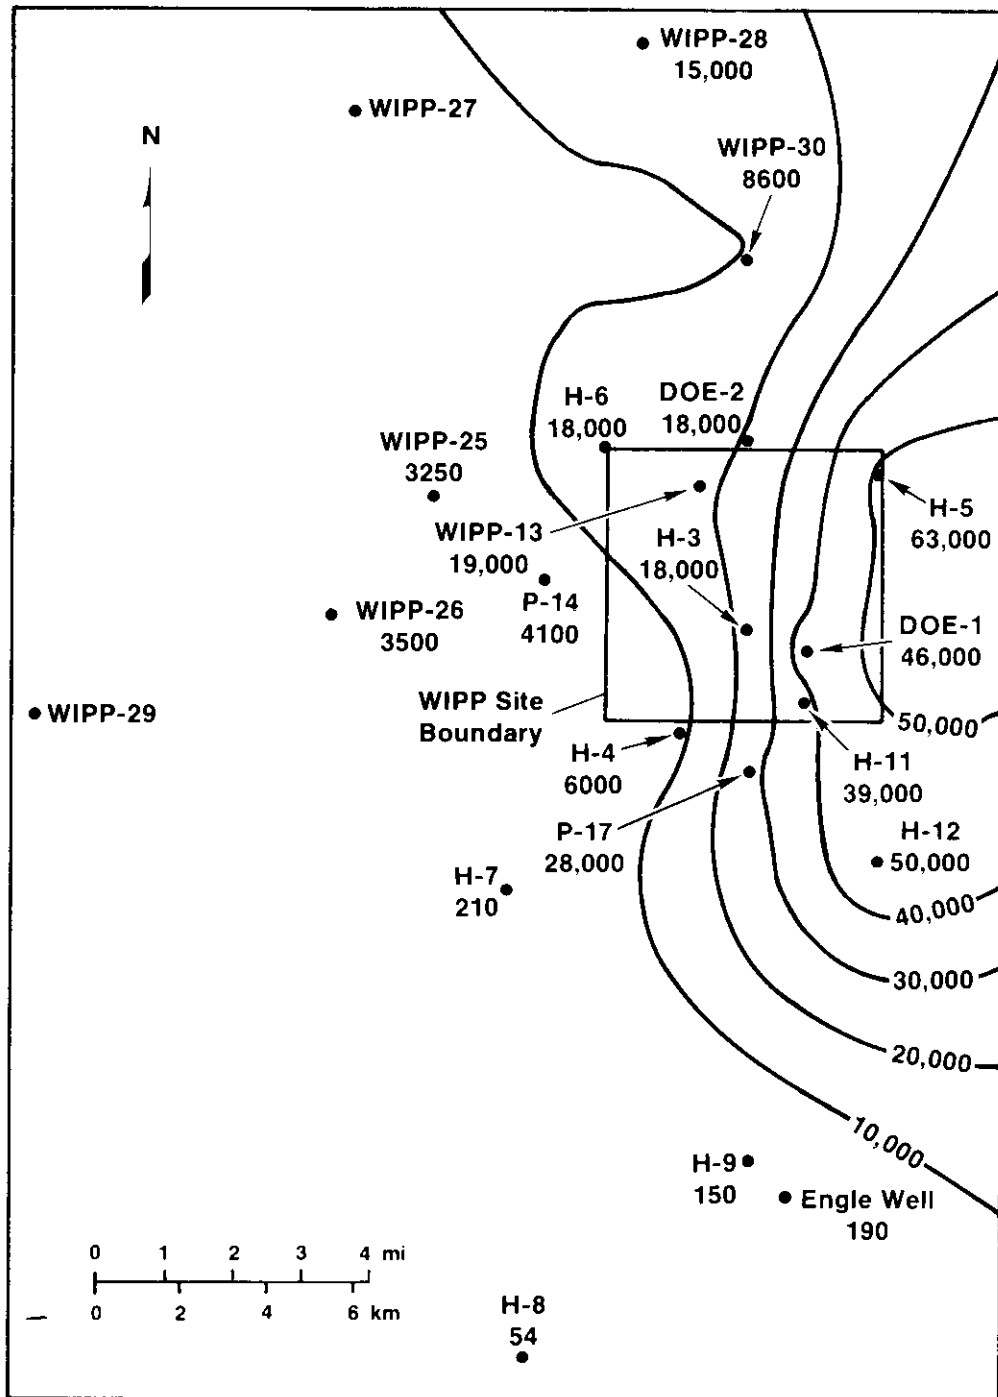 WIPP-28
15,000
WIPP-27
N
WIPP-30
8600
H-6
18,000
DOE-2
18,000
WIPP-25
3250
H-5
63,000
WIPP-13
19,000
H-3
18,000
P-14
4100
WIPP-26
3500
DOE-1
46,000
WIPP-29
WIPP Site
Boundary
50,000
H-4
6000
H-11
39,000
P-17
28,000
H-12
50,000
H-7
210
40,000
30,000
20,000
10,000
H-9
150
Engle Well
190
0 1 2 3 4 mi
0 2 4 6 km
H-8
54